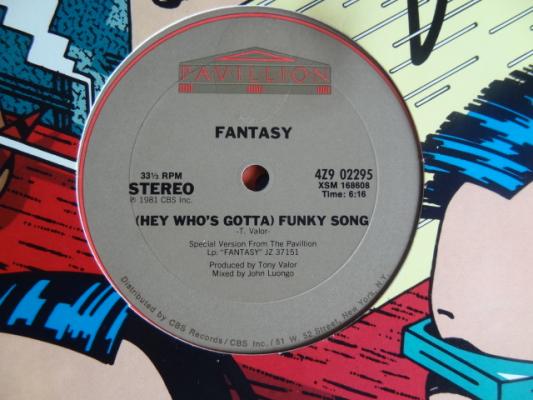 PAVILLION
FANTASY
33⅓ RPM
STEREO
℗ 1981 CBS Inc.
4Z9 02295
XSM 168608
Time: 6:16
(HEY WHO'S GOTTA) FUNKY SONG
-T. Valor-
Special Version From The Pavillion
Lp: "FANTASY" JZ 37151
Produced by Tony Valor
Mixed by John Luongo
Distributed by CBS Records/CBS Inc./51 W. 52 Street, New York, N.Y.